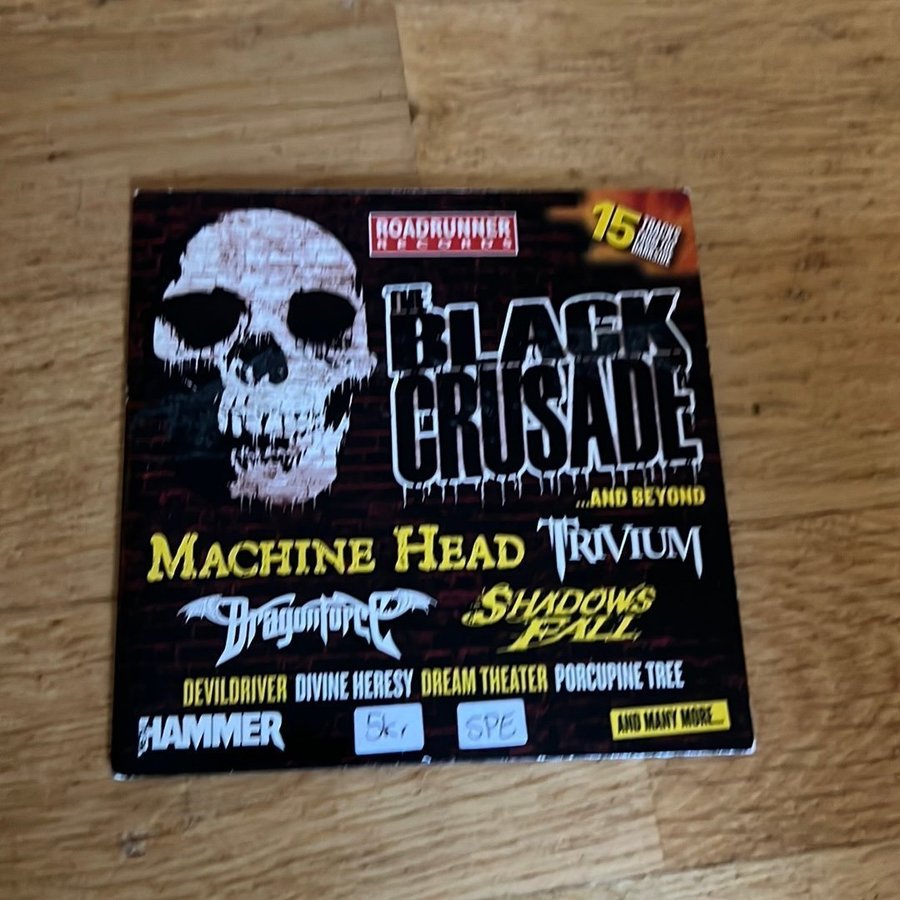 ROADRUNNER
RECORDS
15
THE
BLACK
CRUSADE
...AND BEYOND
MACHINE HEAD
TRIVIUM
DRAGONFORCE
SHADOWS
FALL
DEVILDRIVER DIVINE HERESY DREAM THEATER PORCUPINE TREE
HAMMER
5kr
SPE
AND MANY MORE...